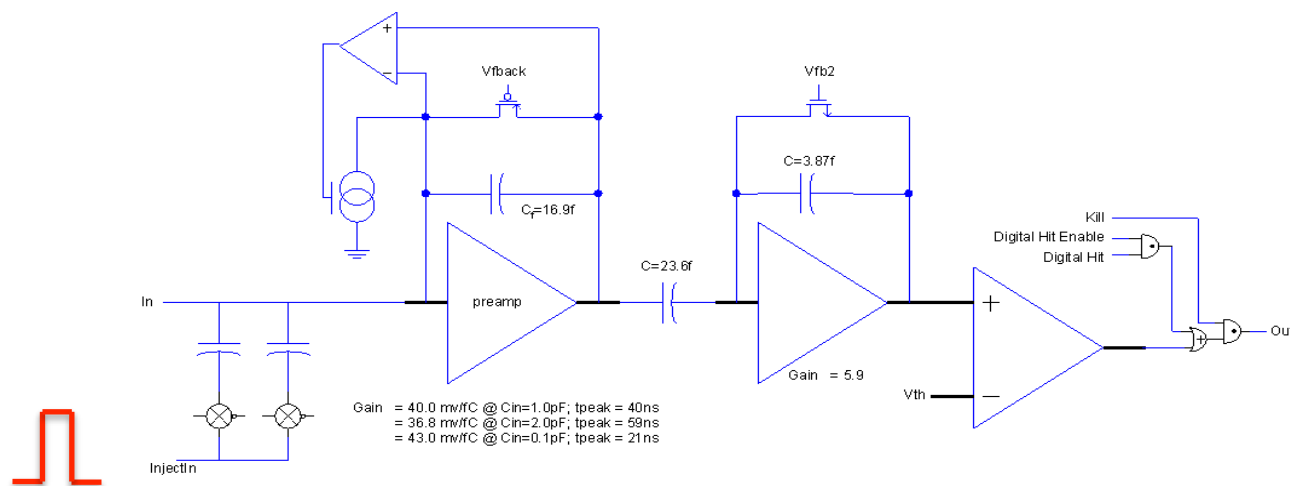 +
−
Vfback
Vfb2
C=3.87f
Cf=16.9f
Kill
Digital Hit Enable
Digital Hit
C=23.6f
In
preamp
+
+
Ou
Gain = 5.9
Vth
−
Gain = 40.0 mv/fC @ Cin=1.0pF; tpeak = 40ns
= 36.8 mv/fC @ Cin=2.0pF; tpeak = 59ns
= 43.0 mv/fC @ Cin=0.1pF; tpeak = 21ns
InjectIn